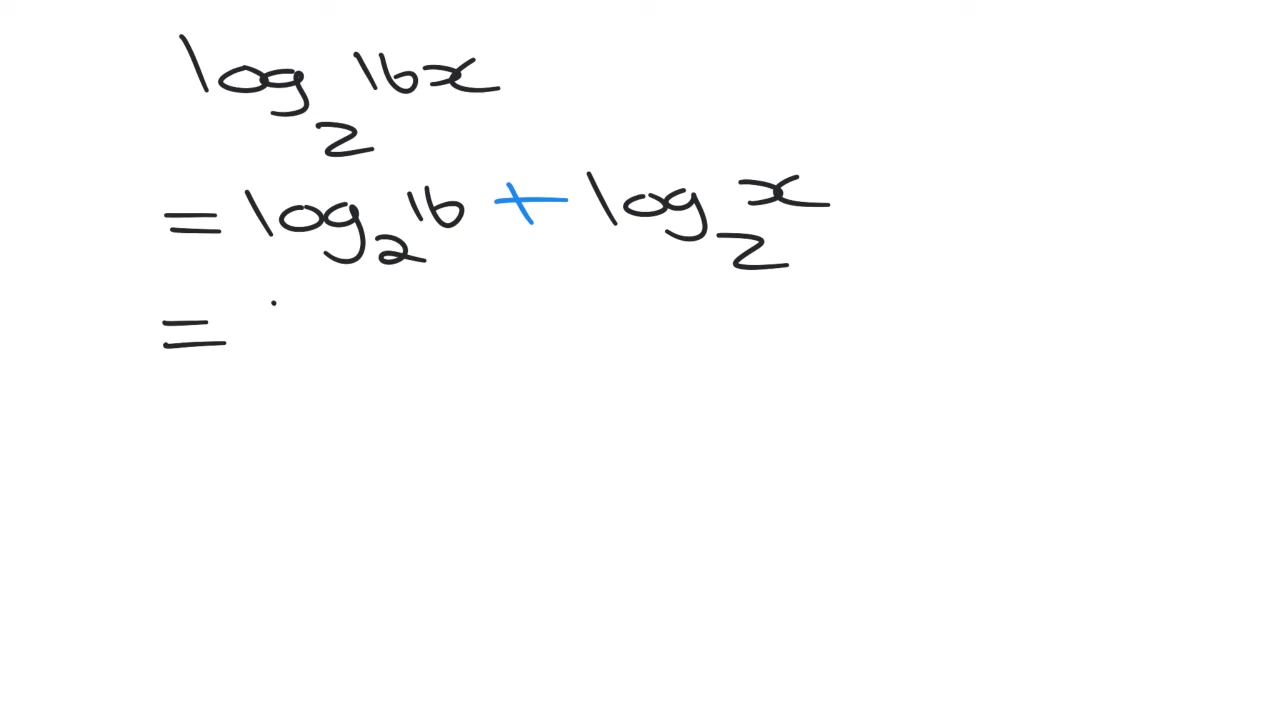 log₂ 16x
= log₂ 16 + log₂ x
=